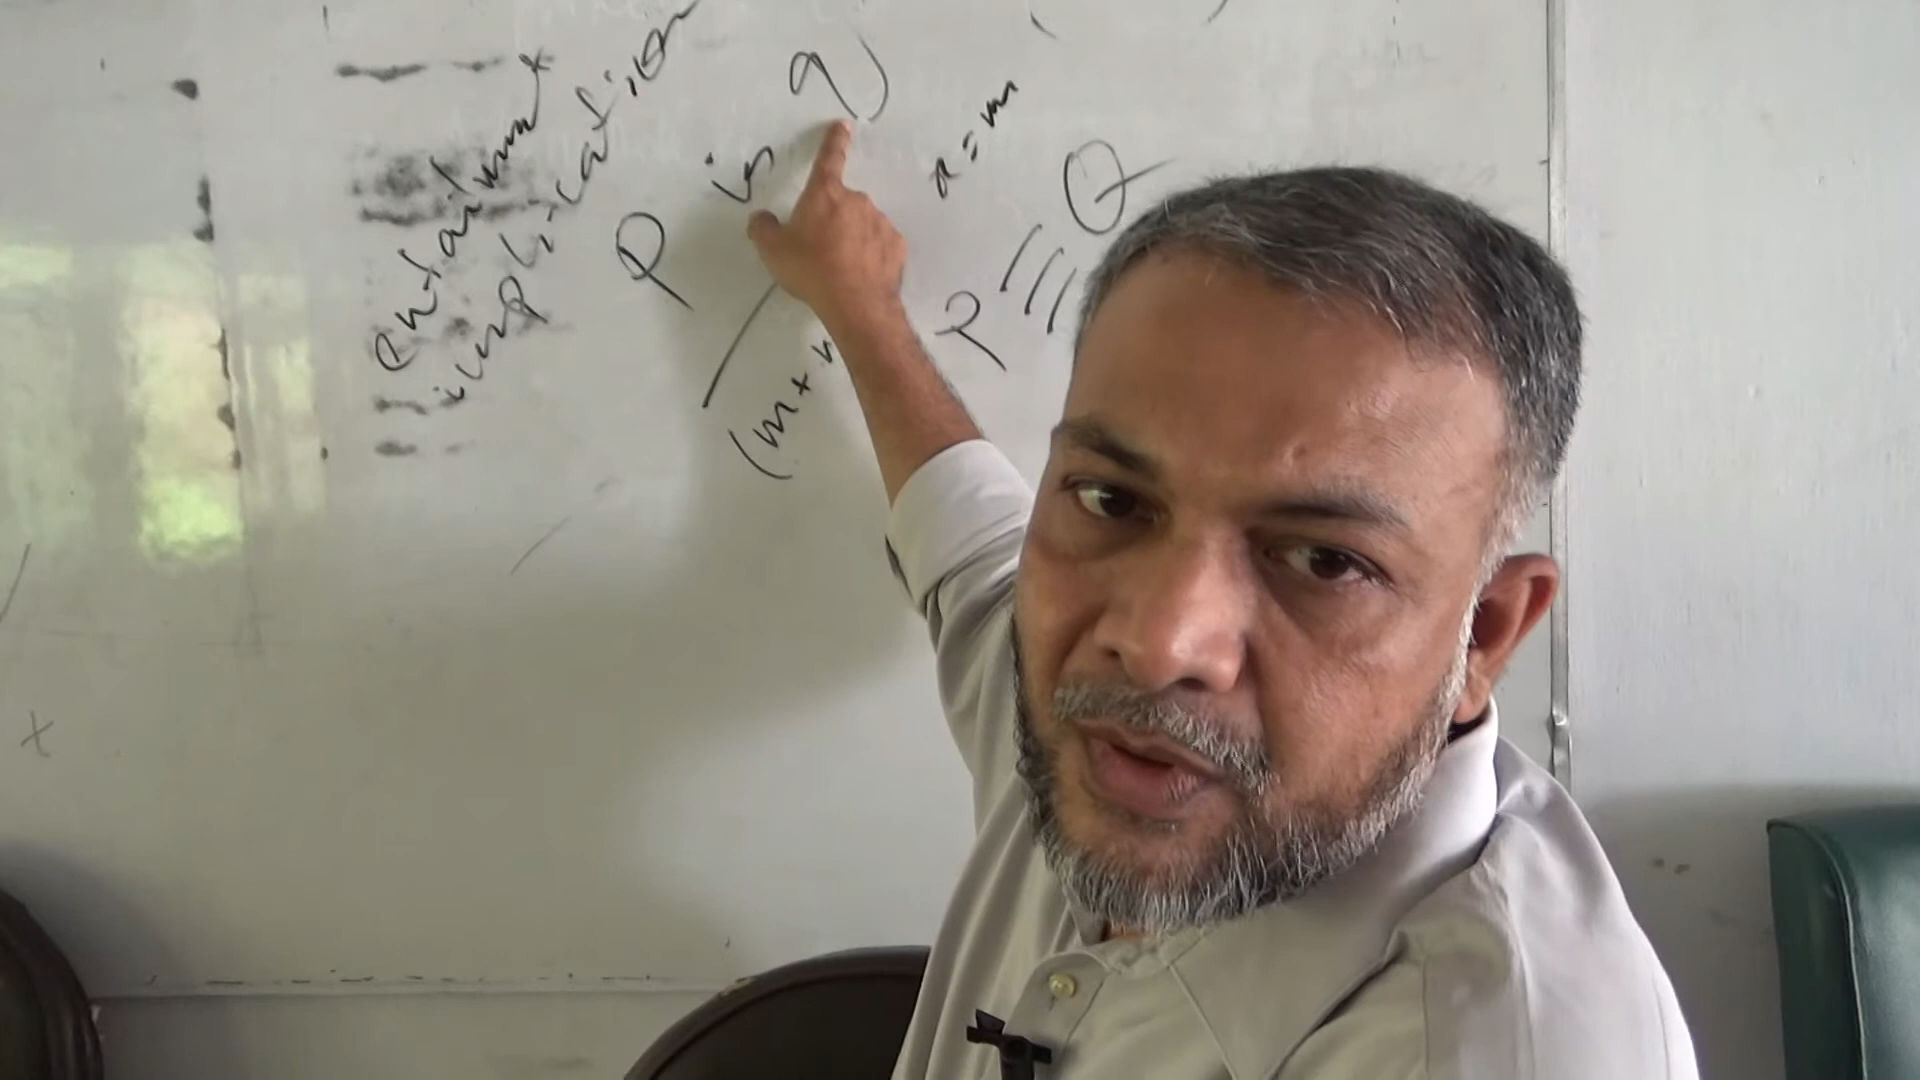 entailment
implication
P is Q
(m+n
n=m
P≡Q
x